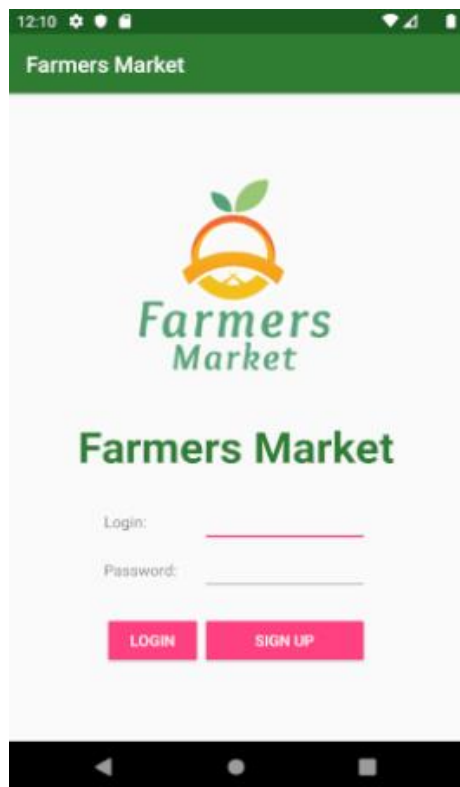 12:10
Farmers Market
Farmers
Market
Farmers Market
Login:
Password:
LOGIN SIGN UP